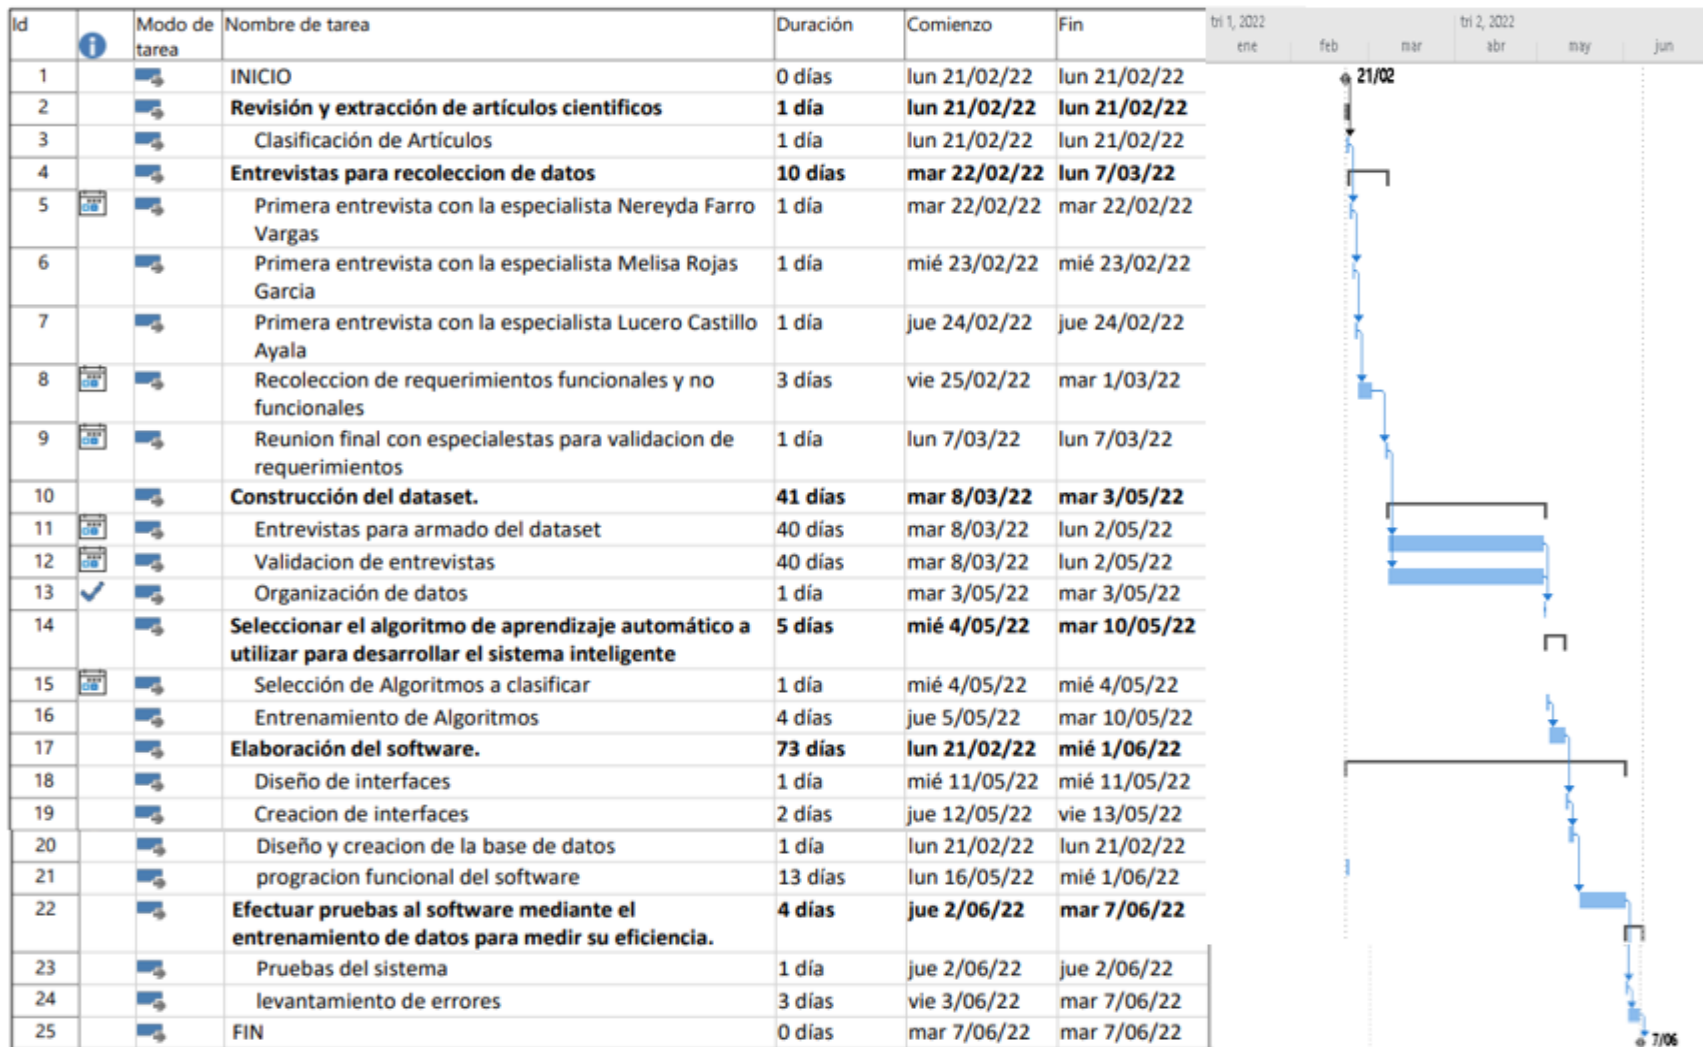 Id Modo de tarea Nombre de tarea Duración Comienzo Fin
tri 1, 2022 tri 2, 2022
ene feb mar abr may jun
1 INICIO 0 días lun 21/02/22 lun 21/02/22
21/02
2 Revisión y extracción de artículos cientificos 1 día lun 21/02/22 lun 21/02/22
3 Clasificación de Artículos 1 día lun 21/02/22 lun 21/02/22
4 Entrevistas para recoleccion de datos 10 días mar 22/02/22 lun 7/03/22
5 Primera entrevista con la especialista Nereyda Farro 1 día mar 22/02/22 mar 22/02/22
Vargas
6 Primera entrevista con la especialista Melisa Rojas 1 día mié 23/02/22 mié 23/02/22
Garcia
7 Primera entrevista con la especialista Lucero Castillo 1 día jue 24/02/22 jue 24/02/22
Ayala
8 Recoleccion de requerimientos funcionales y no 3 días vie 25/02/22 mar 1/03/22
funcionales
9 Reunion final con especialestas para validacion de 1 día lun 7/03/22 lun 7/03/22
requerimientos
10 Construcción del dataset. 41 días mar 8/03/22 mar 3/05/22
11 Entrevistas para armado del dataset 40 días mar 8/03/22 lun 2/05/22
12 Validacion de entrevistas 40 días mar 8/03/22 lun 2/05/22
13 Organización de datos 1 día mar 3/05/22 mar 3/05/22
14 Seleccionar el algoritmo de aprendizaje automático a 5 días mié 4/05/22 mar 10/05/22
utilizar para desarrollar el sistema inteligente
15 Selección de Algoritmos a clasificar 1 día mié 4/05/22 mié 4/05/22
16 Entrenamiento de Algoritmos 4 días jue 5/05/22 mar 10/05/22
17 Elaboración del software. 73 días lun 21/02/22 mié 1/06/22
18 Diseño de interfaces 1 día mié 11/05/22 mié 11/05/22
19 Creacion de interfaces 2 días jue 12/05/22 vie 13/05/22
20 Diseño y creacion de la base de datos 1 día lun 21/02/22 lun 21/02/22
21 progracion funcional del software 13 días lun 16/05/22 mié 1/06/22
22 Efectuar pruebas al software mediante el 4 días jue 2/06/22 mar 7/06/22
entrenamiento de datos para medir su eficiencia.
23 Pruebas del sistema 1 día jue 2/06/22 jue 2/06/22
24 levantamiento de errores 3 días vie 3/06/22 mar 7/06/22
25 FIN 0 días mar 7/06/22 mar 7/06/22
7/06